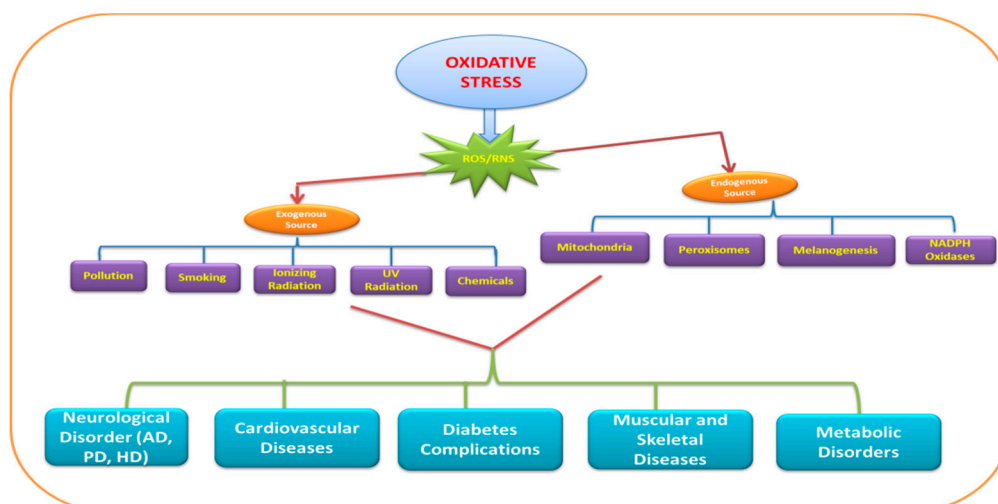 OXIDATIVE
STRESS
ROS/RNS
Exogenous
Source
Endogenous
Source
Pollution
Smoking
Ionizing
Radiation
UV
Radiation
Chemicals
Mitochondria
Peroxisomes
Melanogenesis
NADPH
Oxidases
Neurological
Disorder (AD,
PD, HD)
Cardiovascular
Diseases
Diabetes
Complications
Muscular and
Skeletal
Diseases
Metabolic
Disorders